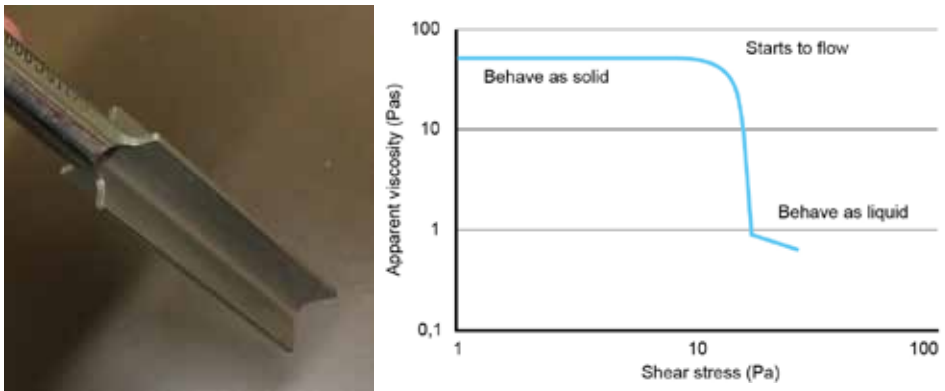 100
Starts to flow
Behave as solid
10
Apparent viscosity (Pas)
Behave as liquid
1
0,1
1
10
100
Shear stress (Pa)